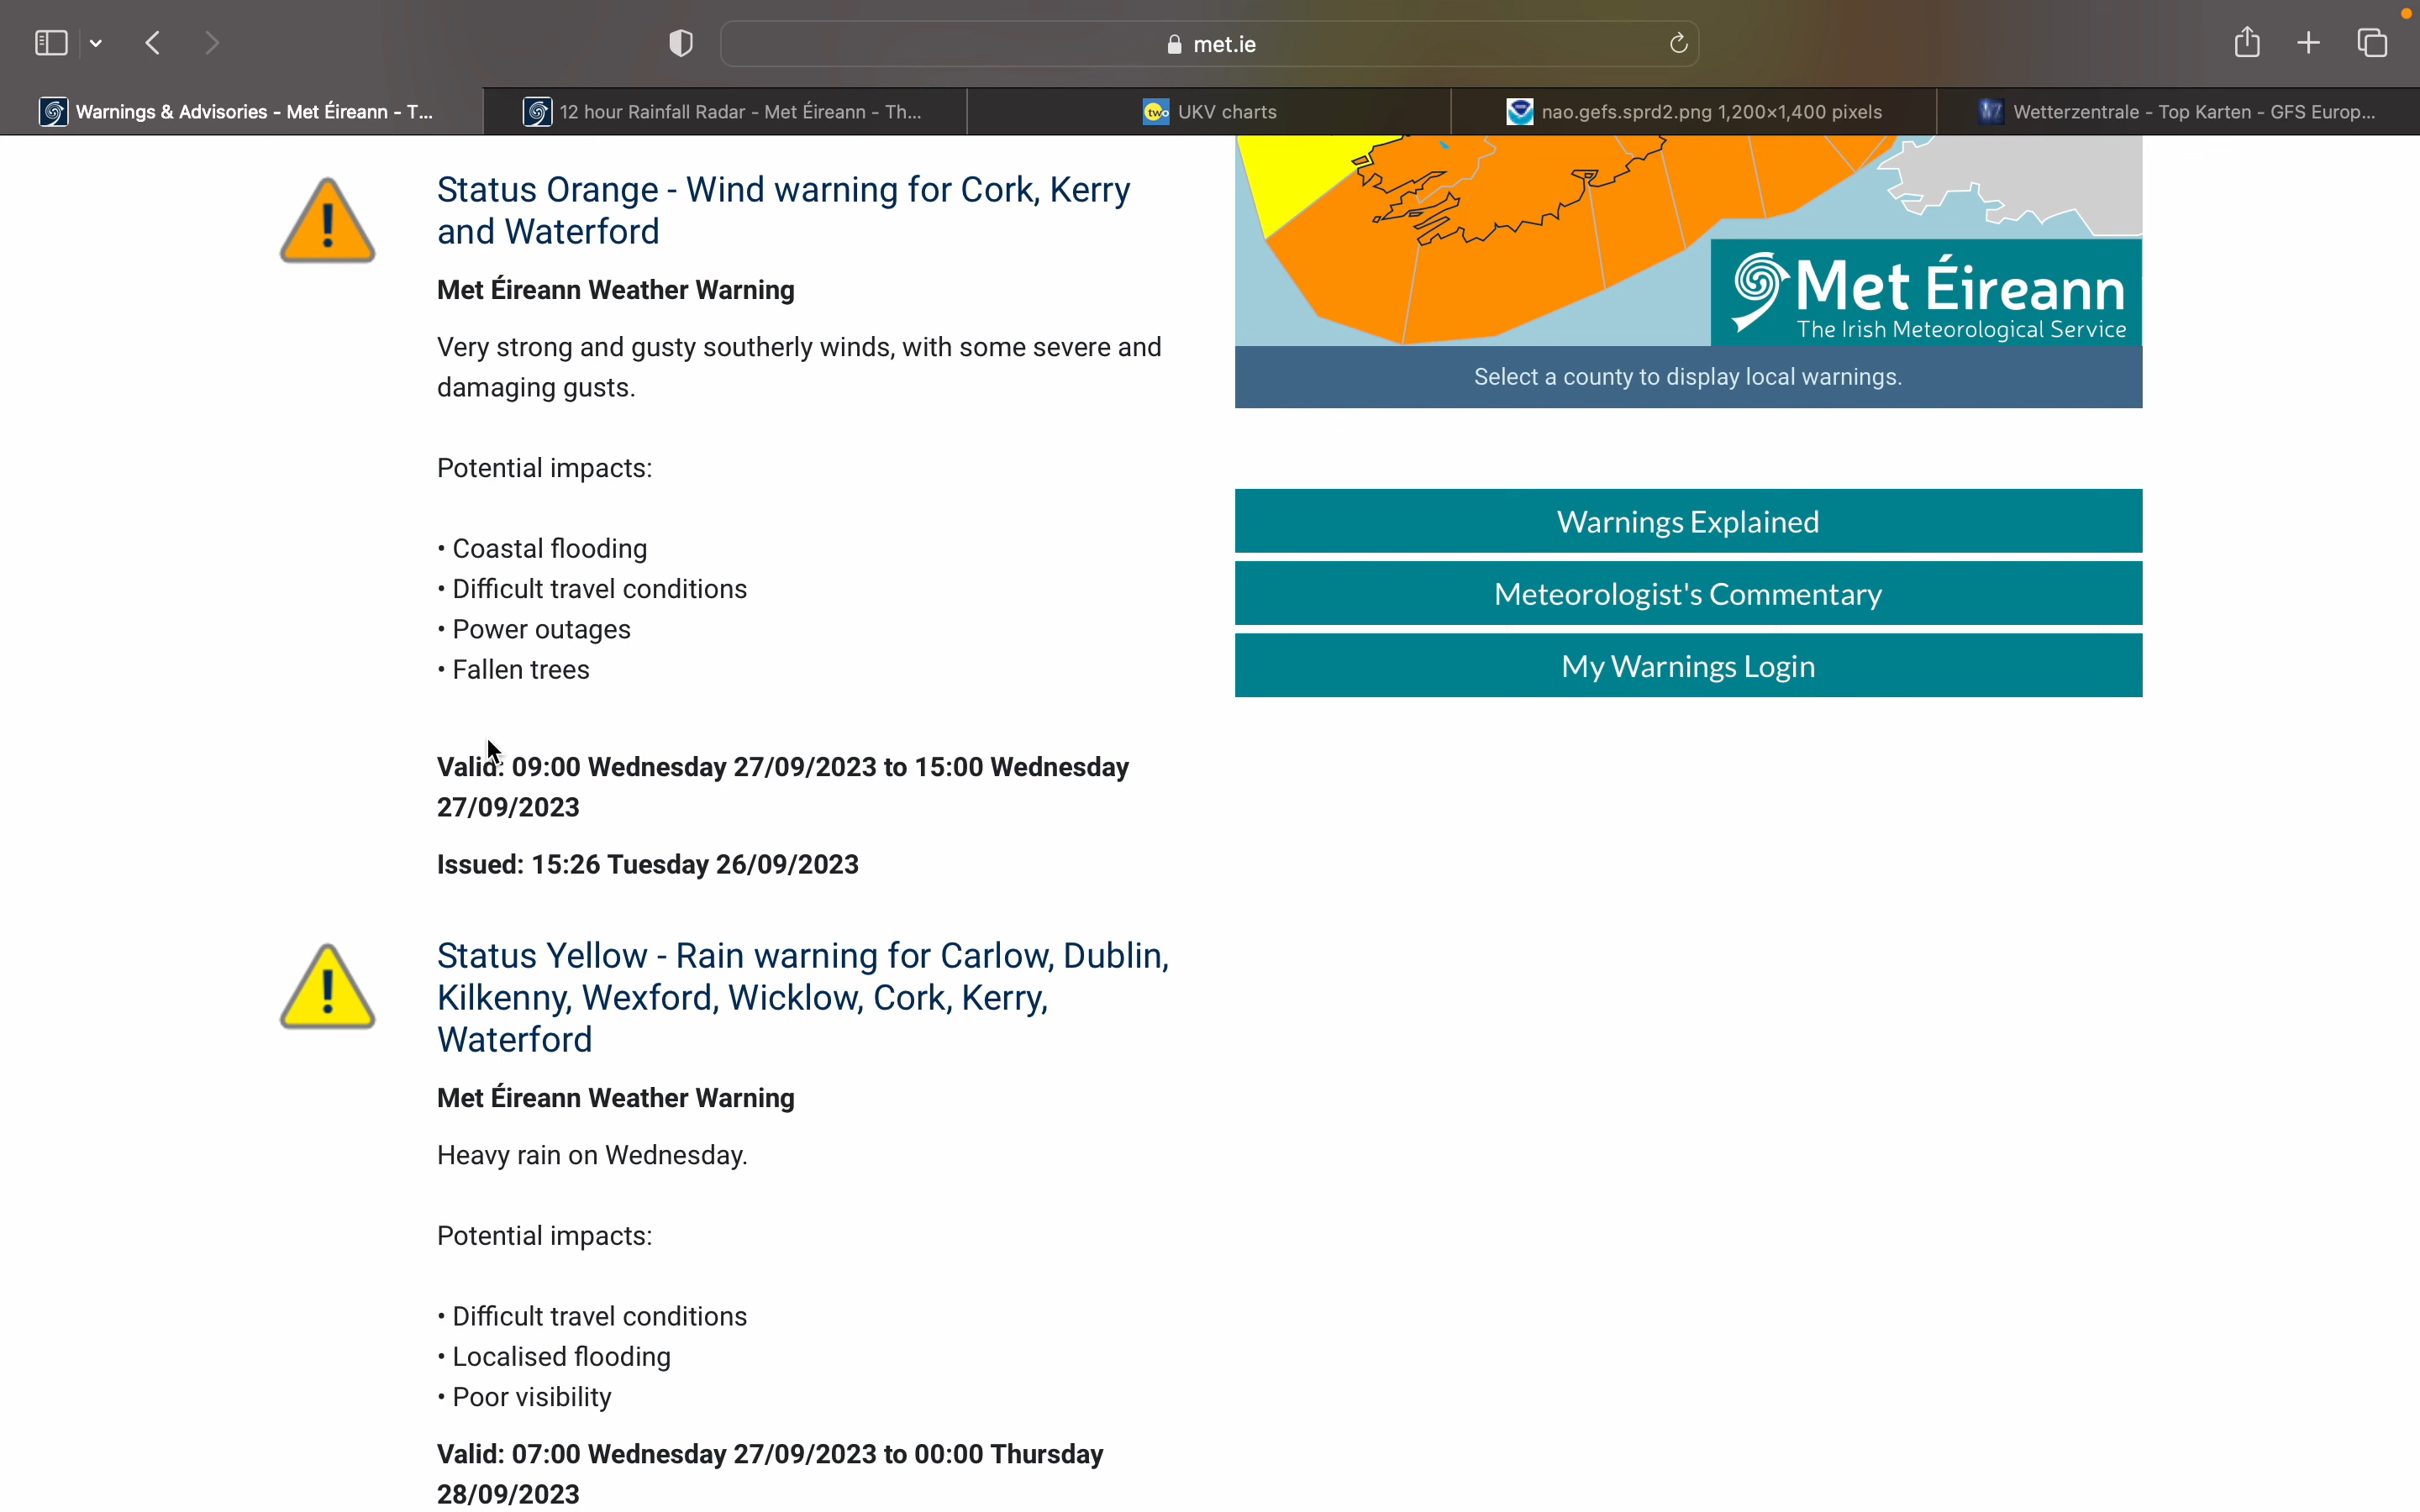 met.ie
Warnings & Advisories - Met Éireann - T...
12 hour Rainfall Radar - Met Éireann - Th...
two
UKV charts
nao.gefs.sprd2.png 1,200×1,400 pixels
Wetterzentrale - Top Karten - GFS Europ...
Status Orange - Wind warning for Cork, Kerry
and Waterford
Met Éireann Weather Warning
Very strong and gusty southerly winds, with some severe and
damaging gusts.
Potential impacts:
• Coastal flooding
• Difficult travel conditions
• Power outages
• Fallen trees
Valid: 09:00 Wednesday 27/09/2023 to 15:00 Wednesday
27/09/2023
Issued: 15:26 Tuesday 26/09/2023
Status Yellow - Rain warning for Carlow, Dublin,
Kilkenny, Wexford, Wicklow, Cork, Kerry,
Waterford
Met Éireann Weather Warning
Heavy rain on Wednesday.
Potential impacts:
• Difficult travel conditions
• Localised flooding
• Poor visibility
Valid: 07:00 Wednesday 27/09/2023 to 00:00 Thursday
28/09/2023
Met Éireann
The Irish Meteorological Service
Select a county to display local warnings.
Warnings Explained
Meteorologist's Commentary
My Warnings Login